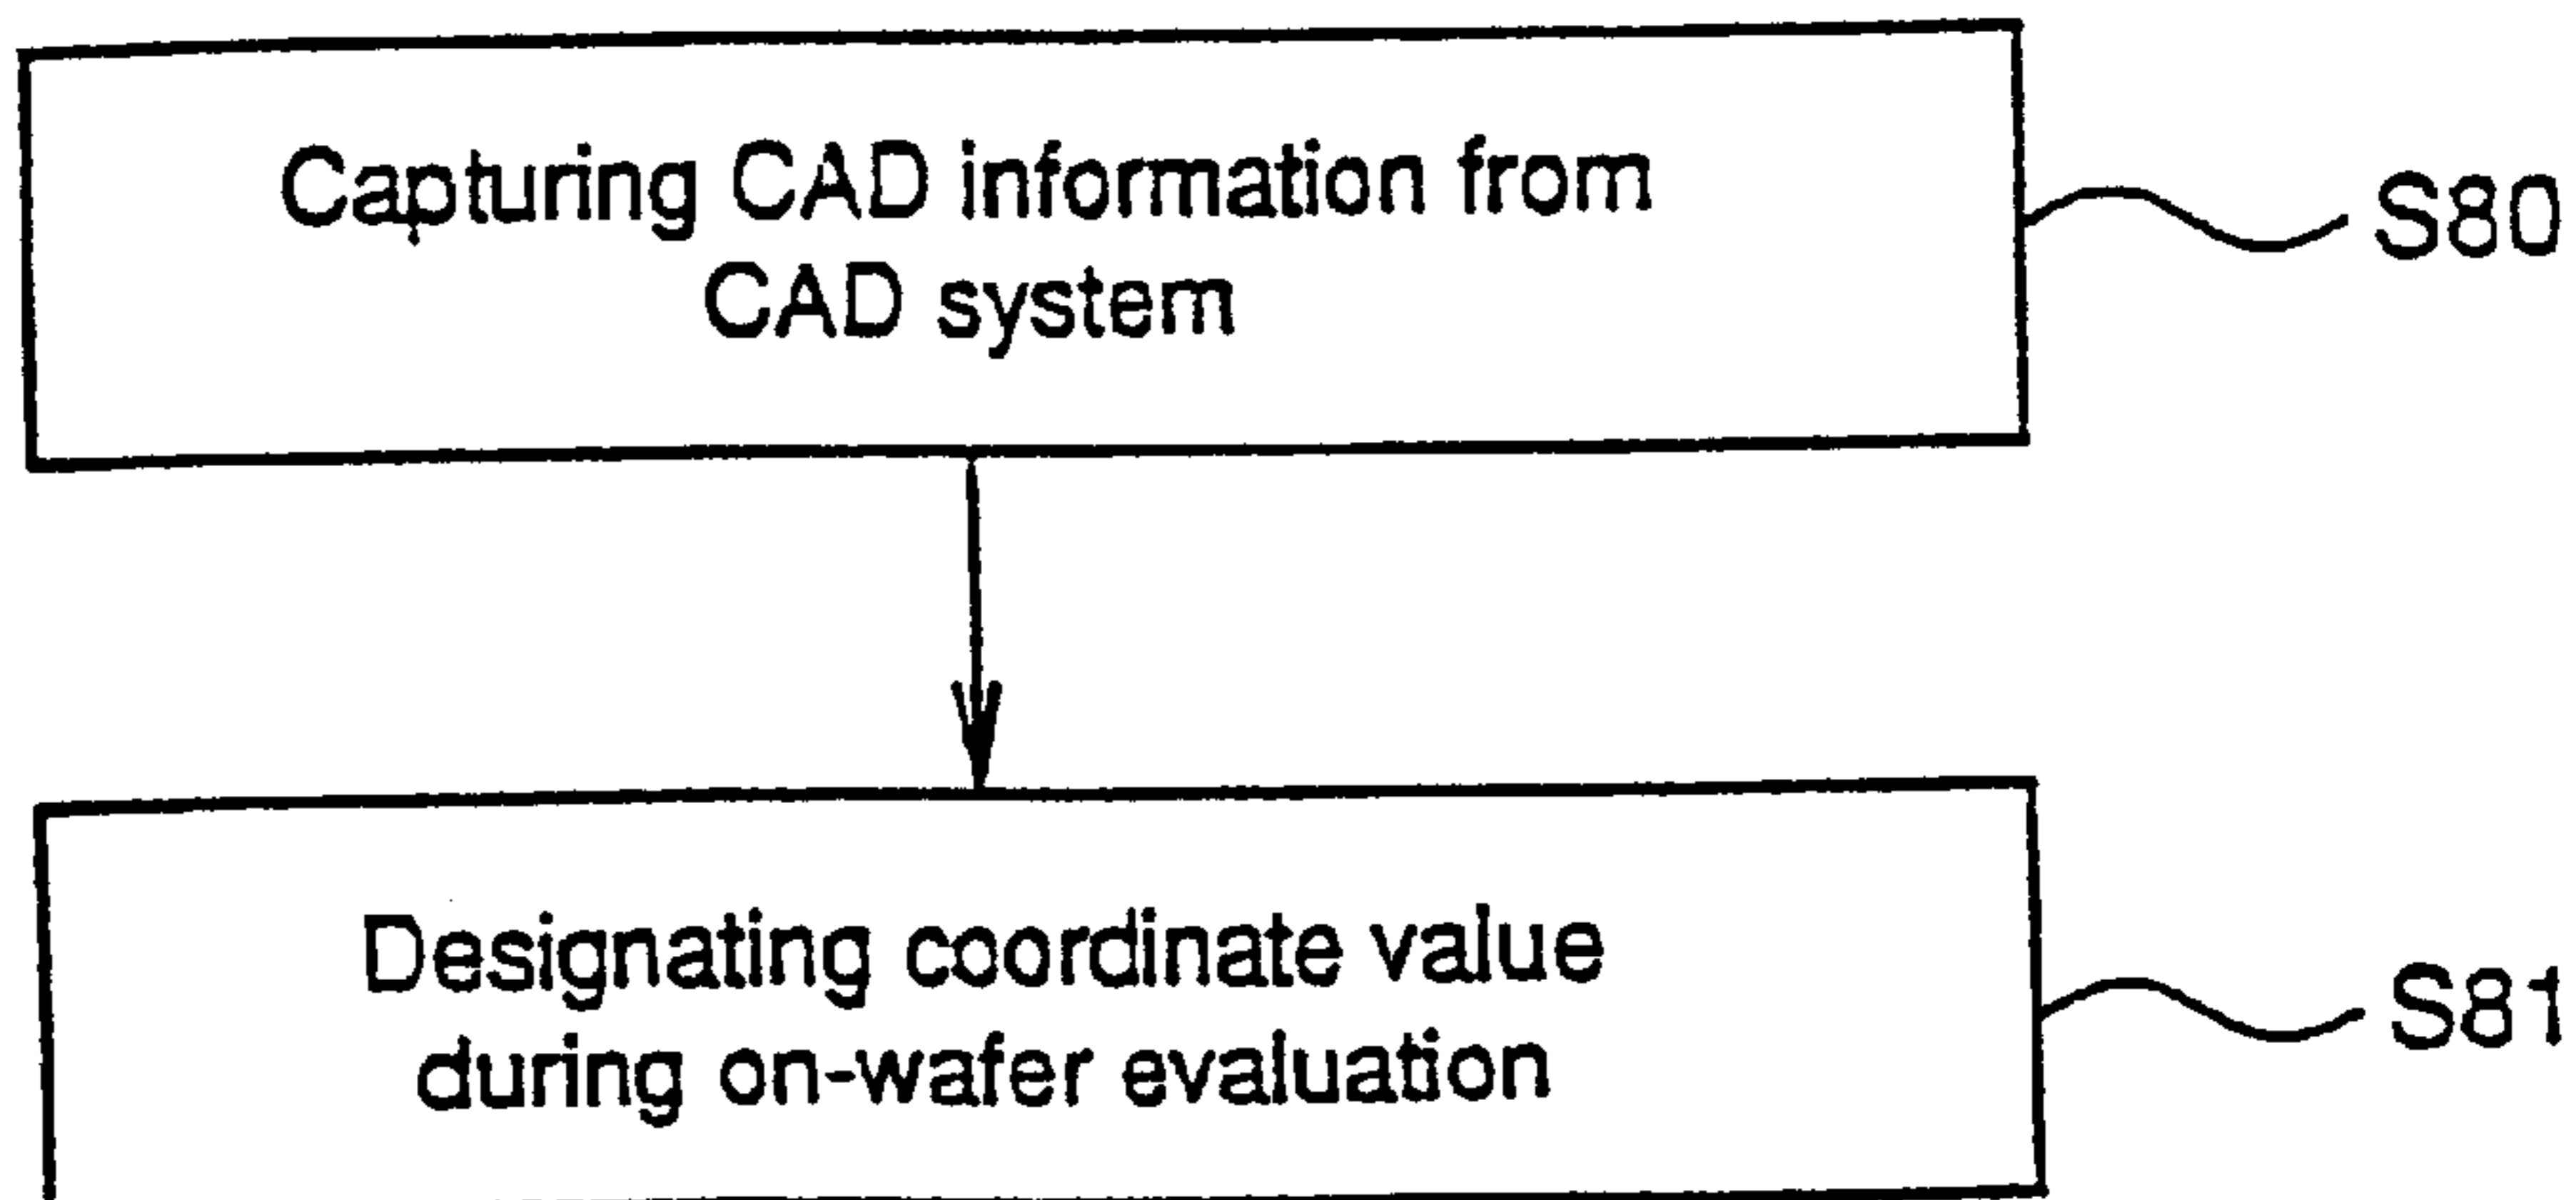 Capturing CAD information from
CAD system
S80
Designating coordinate value
during on-wafer evaluation
S81